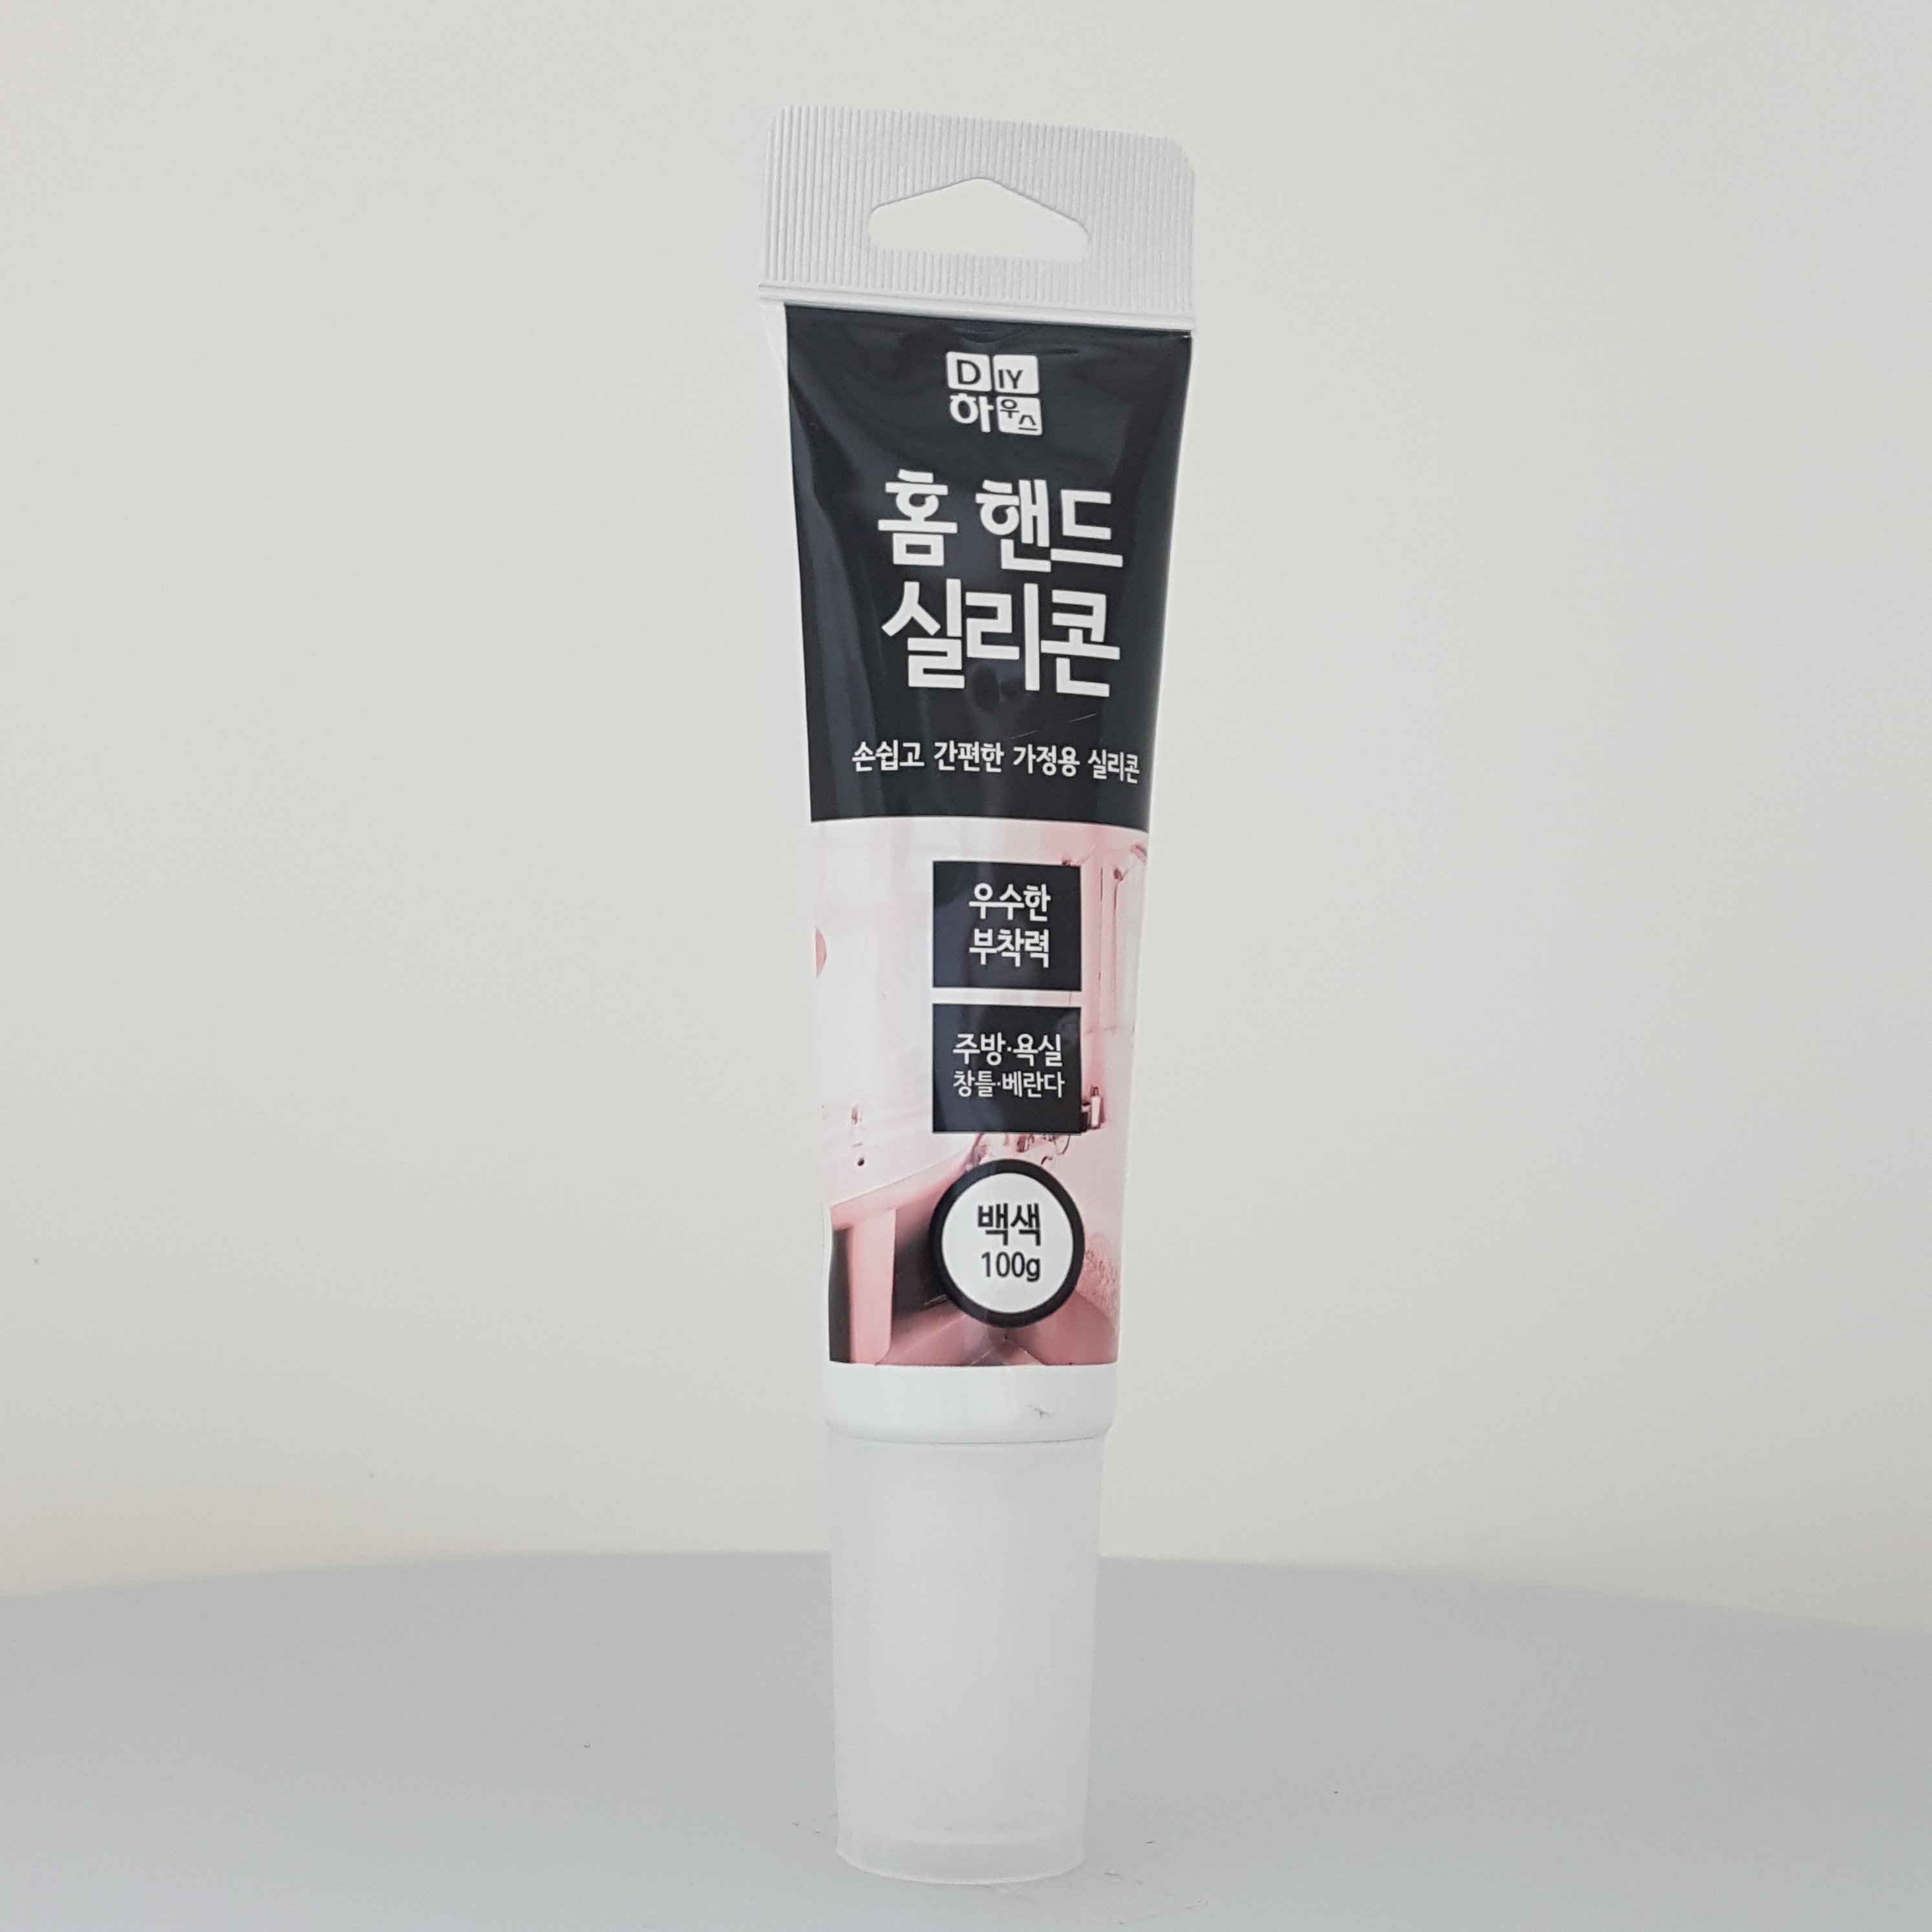 DIY
하우스
홈 핸드
실리콘
손쉽고 간편한 가정용 실리콘
우수한
부착력
주방·욕실
창틀·베란다
백색
100g